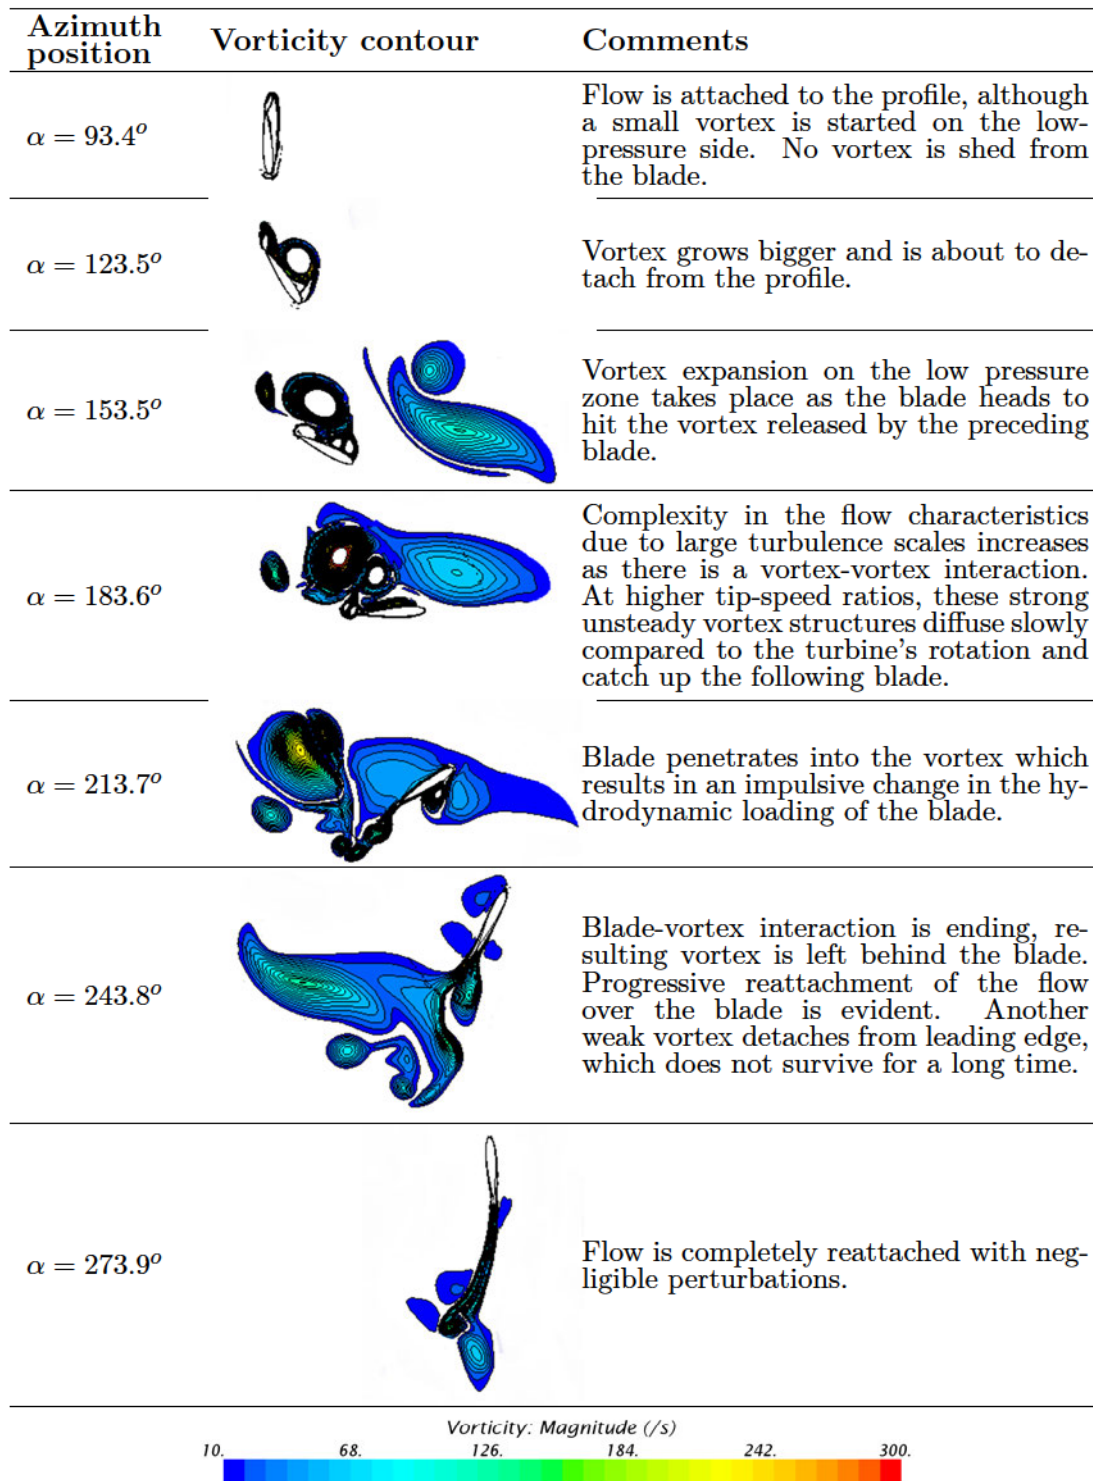 Azimuth position
Vorticity contour
Comments
α = 93.4°
Flow is attached to the profile, although
a small vortex is started on the low-
pressure side. No vortex is shed from
the blade.
α = 123.5°
Vortex grows bigger and is about to de-
tach from the profile.
α = 153.5°
Vortex expansion on the low pressure
zone takes place as the blade heads to
hit the vortex released by the preceding
blade.
α = 183.6°
Complexity in the flow characteristics
due to large turbulence scales increases
as there is a vortex-vortex interaction.
At higher tip-speed ratios, these strong
unsteady vortex structures diffuse slowly
compared to the turbine's rotation and
catch up the following blade.
α = 213.7°
Blade penetrates into the vortex which
results in an impulsive change in the hy-
drodynamic loading of the blade.
α = 243.8°
Blade-vortex interaction is ending, re-
sulting vortex is left behind the blade.
Progressive reattachment of the flow
over the blade is evident. Another
weak vortex detaches from leading edge,
which does not survive for a long time.
α = 273.9°
Flow is completely reattached with neg-
ligible perturbations.
Vorticity: Magnitude (/s)
10. 68. 126. 184. 242. 300.